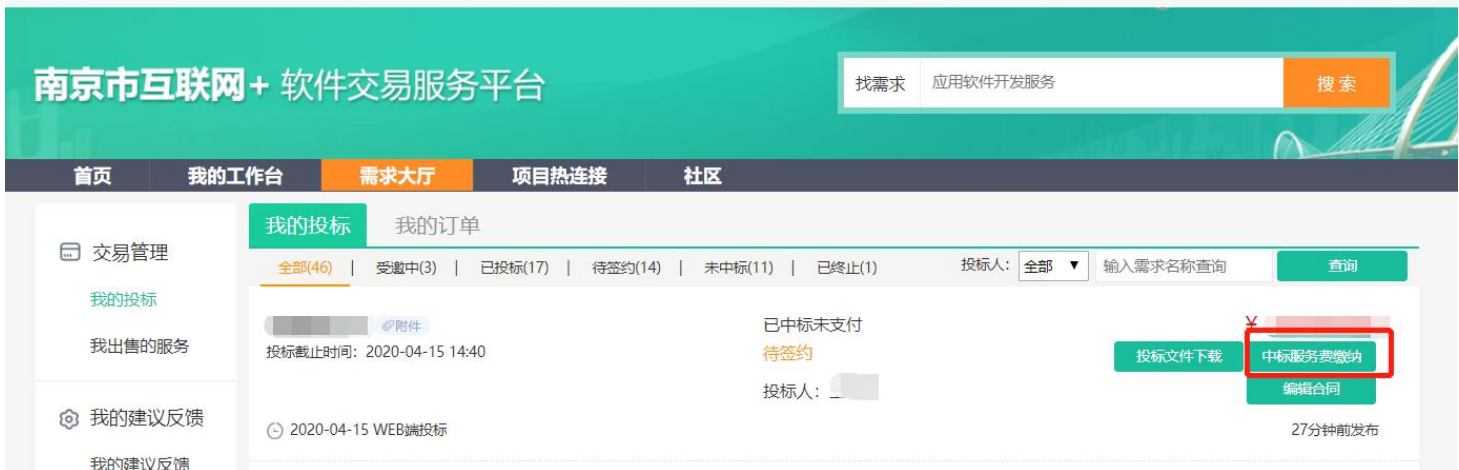 南京市互联网+ 软件交易服务平台
找需求 应用软件开发服务 搜索
首页 我的工作台 需求大厅 项目热连接 社区
交易管理
我的投标
我出售的服务
我的建议反馈
我的建议反馈
我的投标 我的订单
全部(46) | 受邀中(3) | 已投标(17) | 待签约(14) | 未中标(11) | 已终止(1) 投标人: 全部 ▼ 输入需求名称查询 查询
附件 已中标未支付 ¥
投标截止时间: 2020-04-15 14:40 待签约 投标文件下载 中标服务费缴纳
投标人: 编辑合同
2020-04-15 WEB端投标 27分钟前发布